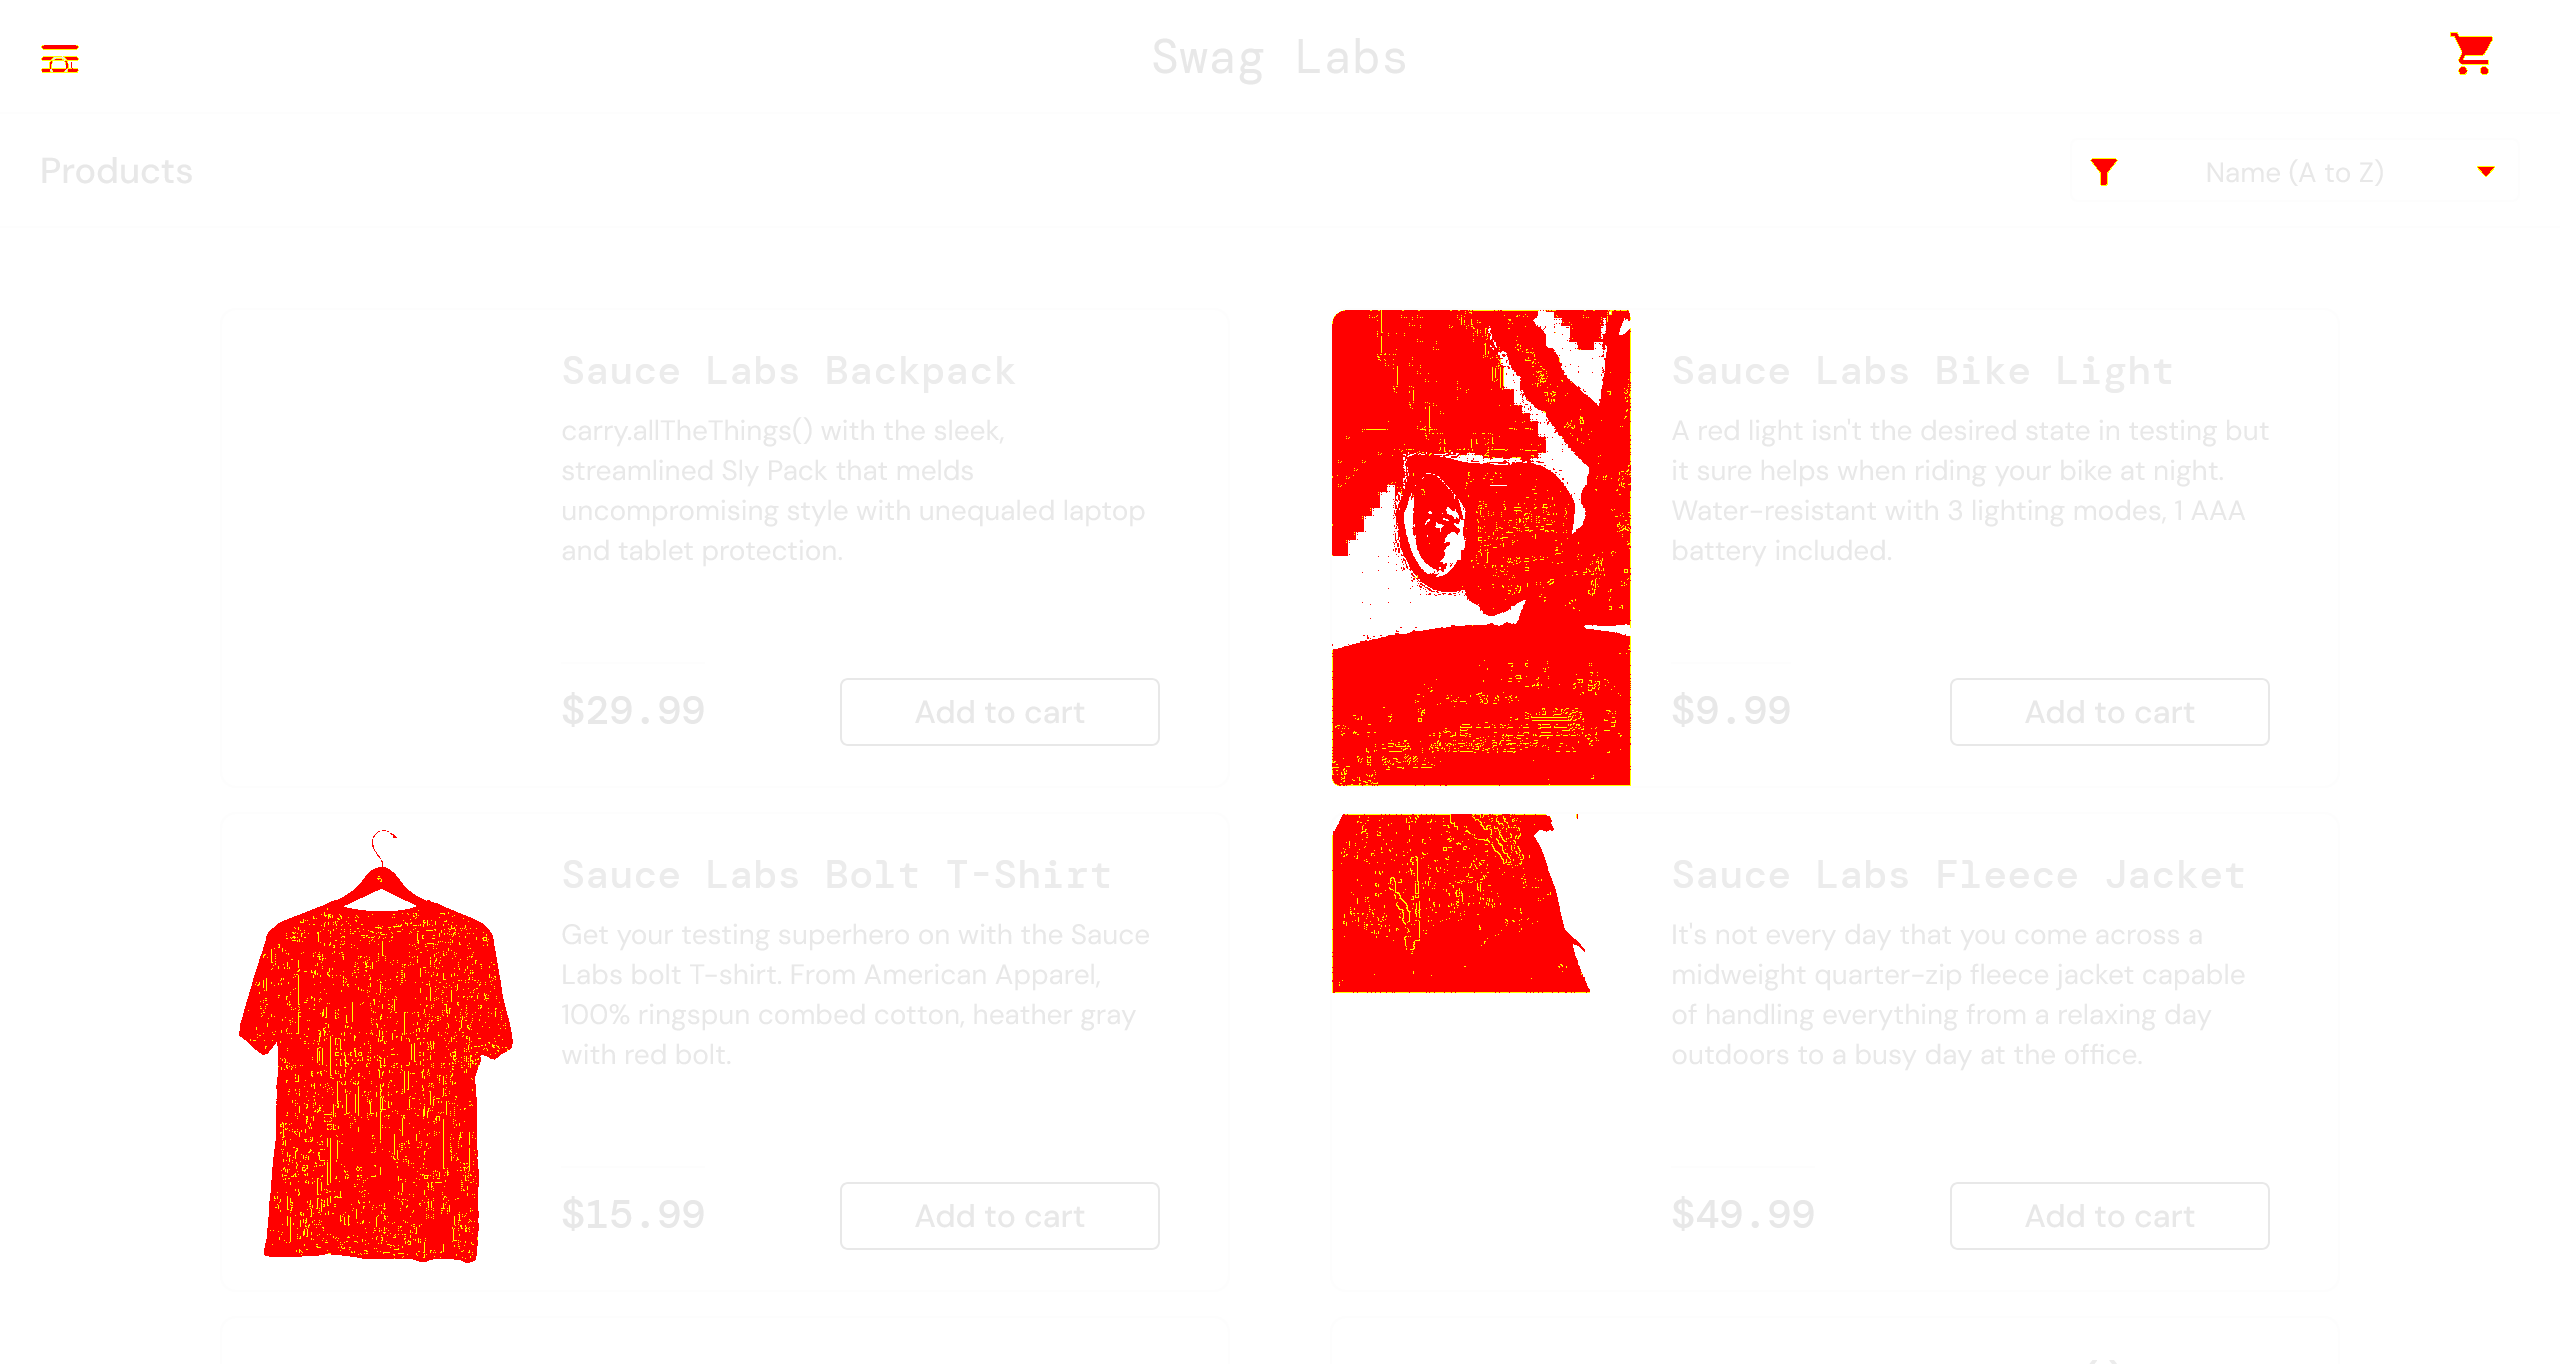 Swag Labs
Products
Name (A to Z)
Sauce Labs Backpack
carry.allTheThings() with the sleek,
streamlined Sly Pack that melds
uncompromising style with unequaled laptop
and tablet protection.
$29.99
Add to cart
Sauce Labs Bike Light
A red light isn't the desired state in testing but
it sure helps when riding your bike at night.
Water-resistant with 3 lighting modes, 1 AAA
battery included.
$9.99
Add to cart
Sauce Labs Bolt T-Shirt
Get your testing superhero on with the Sauce
Labs bolt T-shirt. From American Apparel,
100% ringspun combed cotton, heather gray
with red bolt.
$15.99
Add to cart
Sauce Labs Fleece Jacket
It's not every day that you come across a
midweight quarter-zip fleece jacket capable
of handling everything from a relaxing day
outdoors to a busy day at the office.
$49.99
Add to cart